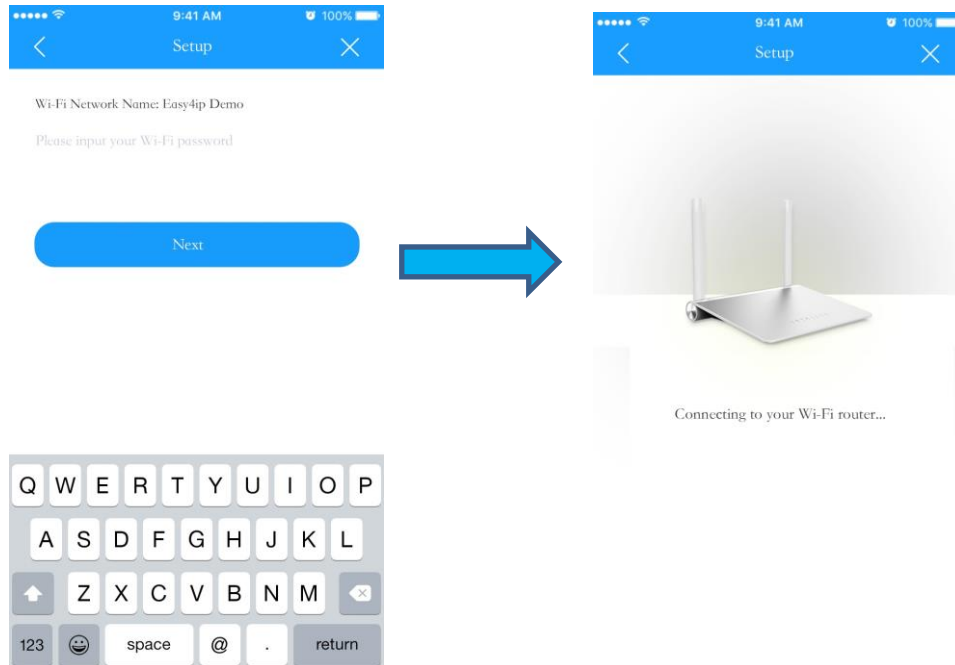 9:41 AM
100%
Setup
Wi-Fi Network Name: Easy4ip Demo
Please input your Wi-Fi password
Next
Q W E R T Y U I O P
A S D F G H J K L
Z X C V B N M
123 space @ . return
9:41 AM
100%
Setup
Connecting to your Wi-Fi router...